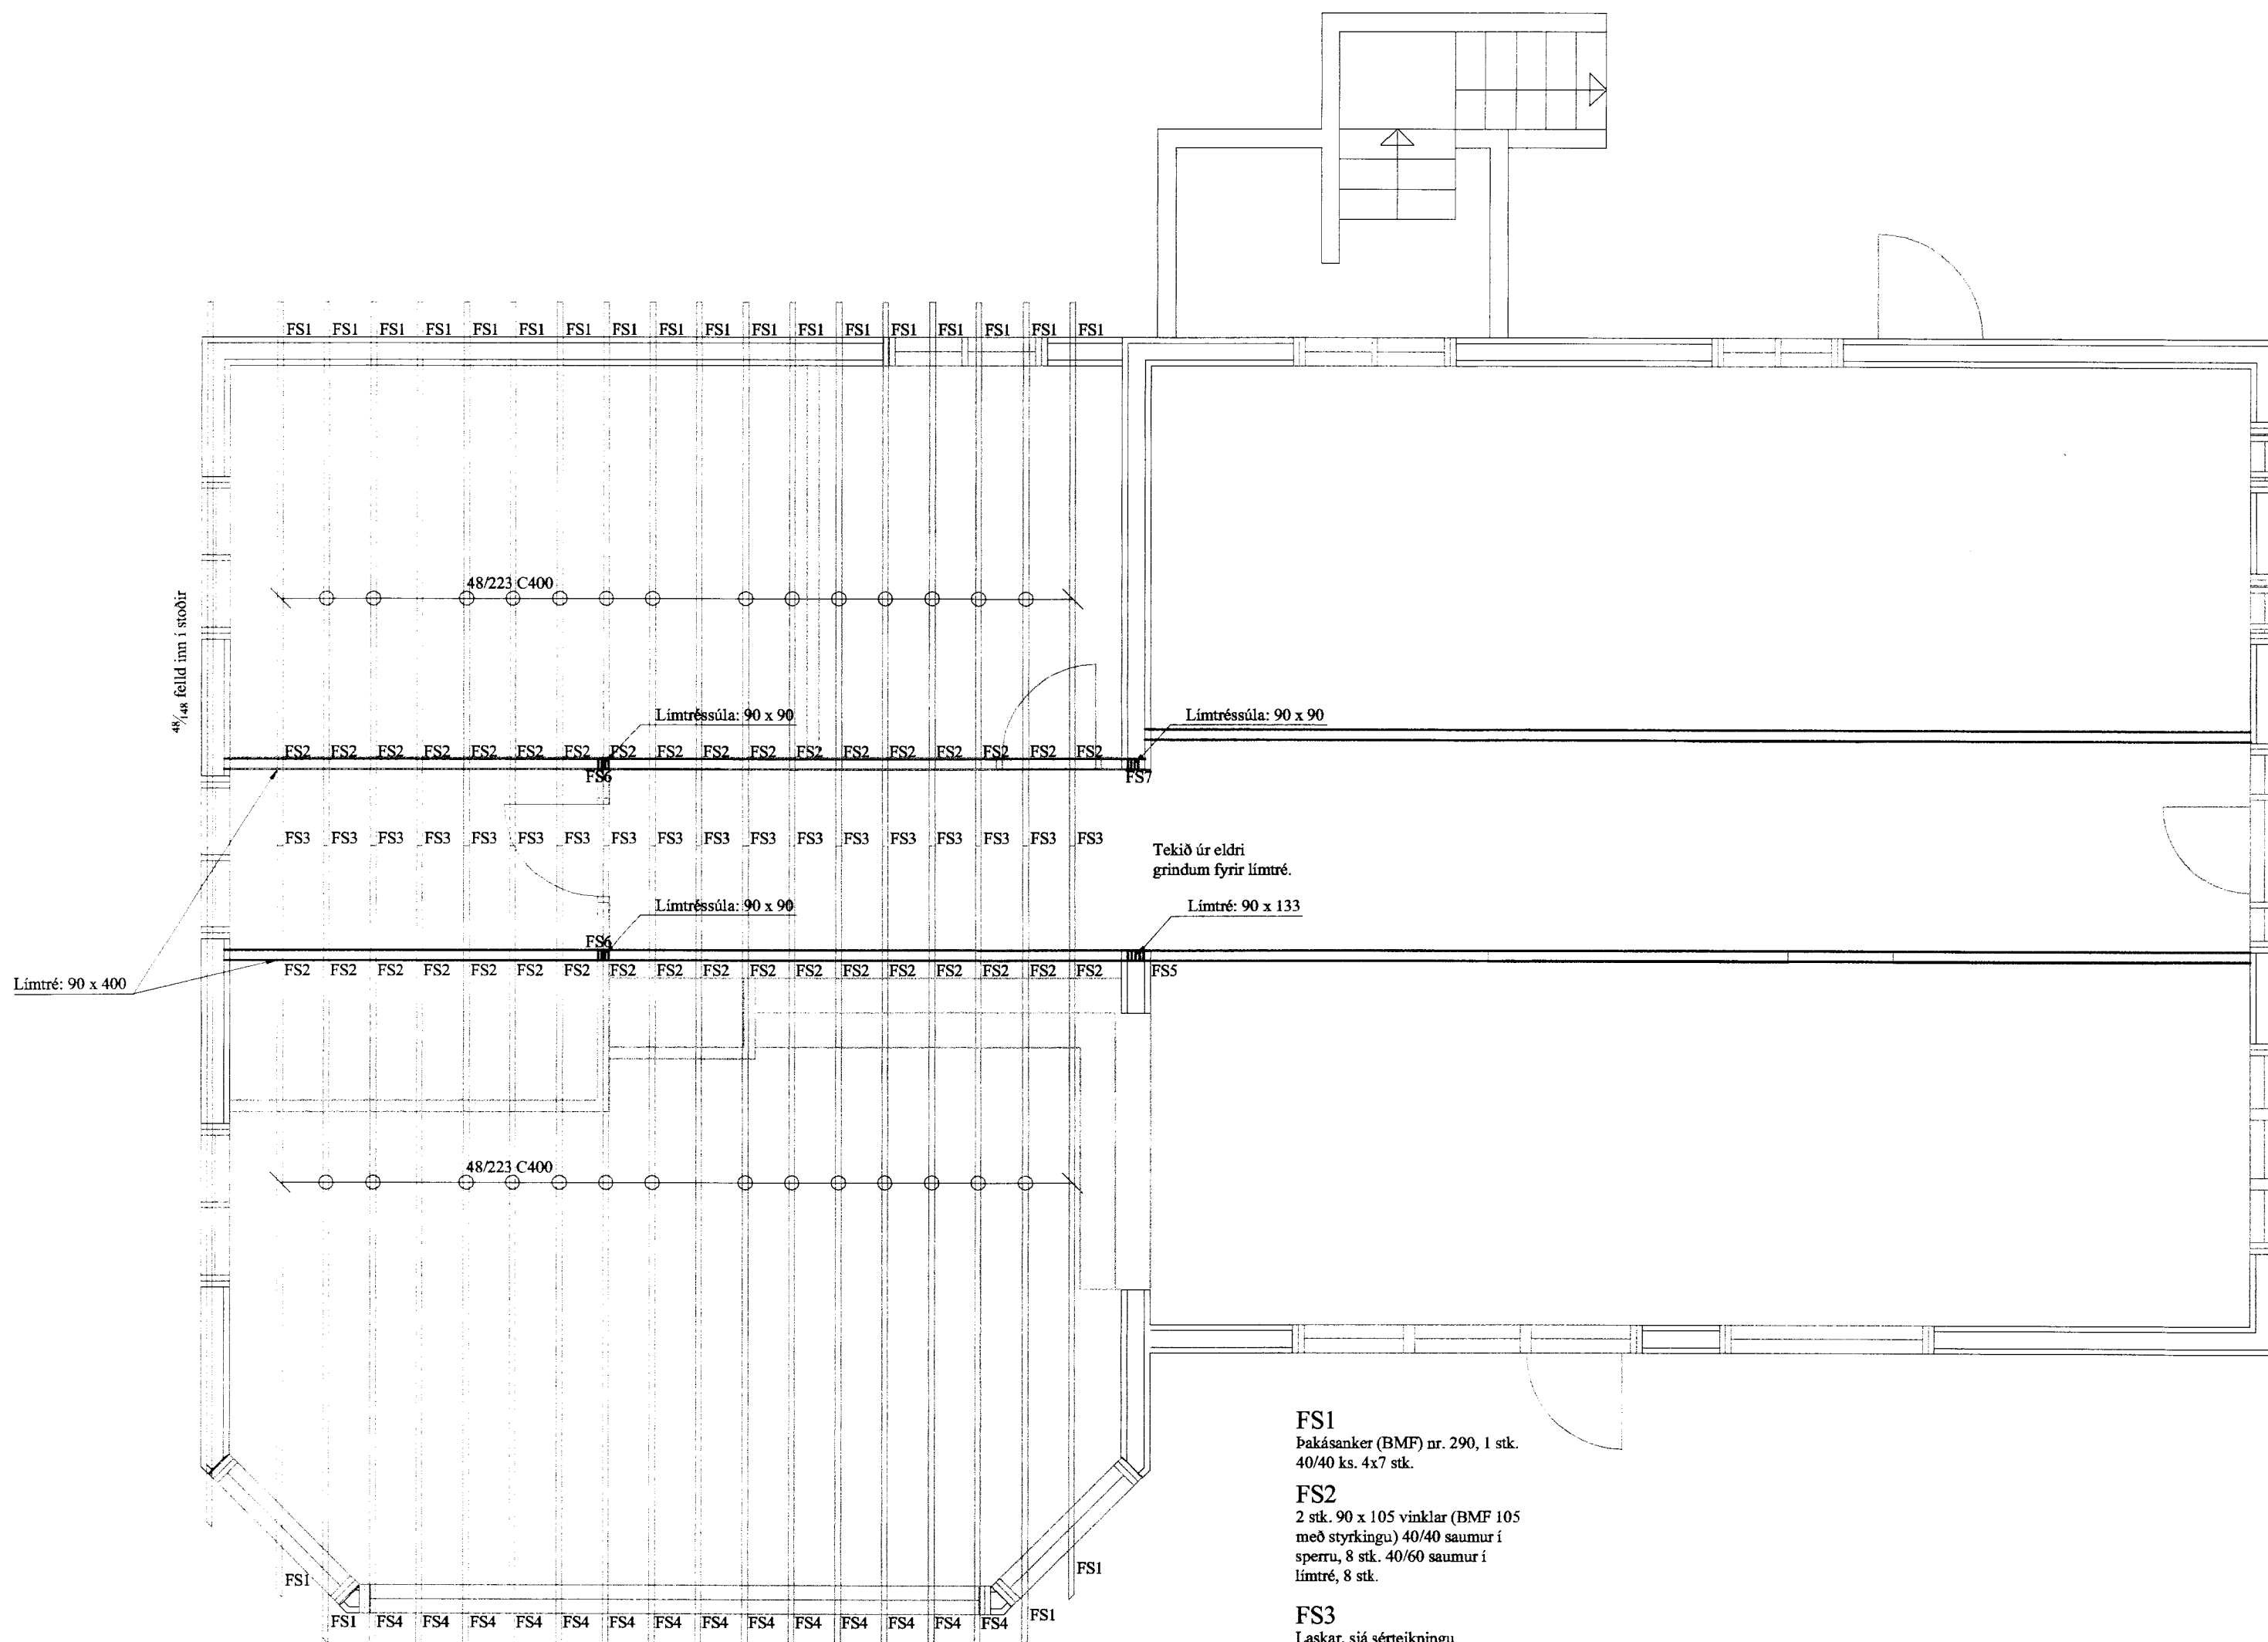 FS1 FS1 FS1 FS1 FS1 FS1 FS1 FS1 FS1 FS1 FS1 FS1 FS1 FS1 FS1 FS1 FS1 FS1
48/223 C400
48/148 felld inn í stoðir
Límtréssúla: 90 x 90
Límtréssúla: 90 x 90
FS2 FS2 FS2 FS2 FS2 FS2 FS2 FS2 FS2 FS2 FS2 FS2 FS2 FS2 FS2 FS2 FS2 FS2
FS6
FS7
FS3 FS3 FS3 FS3 FS3 FS3 FS3 FS3 FS3 FS3 FS3 FS3 FS3 FS3 FS3 FS3 FS3 FS3
Tekið úr eldri
grindum fyrir límtré.
Límtréssúla: 90 x 90
Límtré: 90 x 133
FS6
FS2 FS2 FS2 FS2 FS2 FS2 FS2 FS2 FS2 FS2 FS2 FS2 FS2 FS2 FS2 FS2 FS2 FS2
FS5
Límtré: 90 x 400
48/223 C400
FS1
FS1
FS1 FS4 FS4 FS4 FS4 FS4 FS4 FS4 FS4 FS4 FS4 FS4 FS4 FS4 FS4 FS1
FS1
Þakásanker (BMF) nr. 290, 1 stk.
40/40 ks. 4x7 stk.
FS2
2 stk. 90 x 105 vinklar (BMF 105
með styrkingu) 40/40 saumur í
sperru, 8 stk. 40/60 saumur í
límtré, 8 stk.
FS3
Laskar, sjá sérteikningu